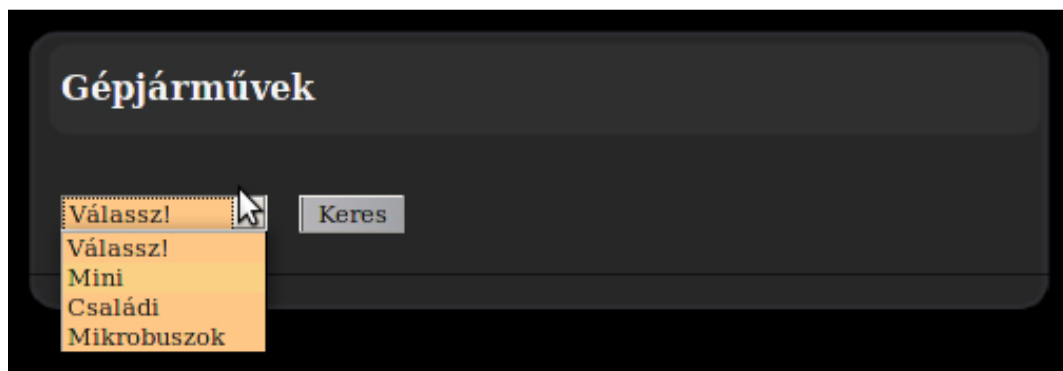 Gépjárművek
Válassz! Keres
Válassz!
Mini
Családi
Mikrobuszok